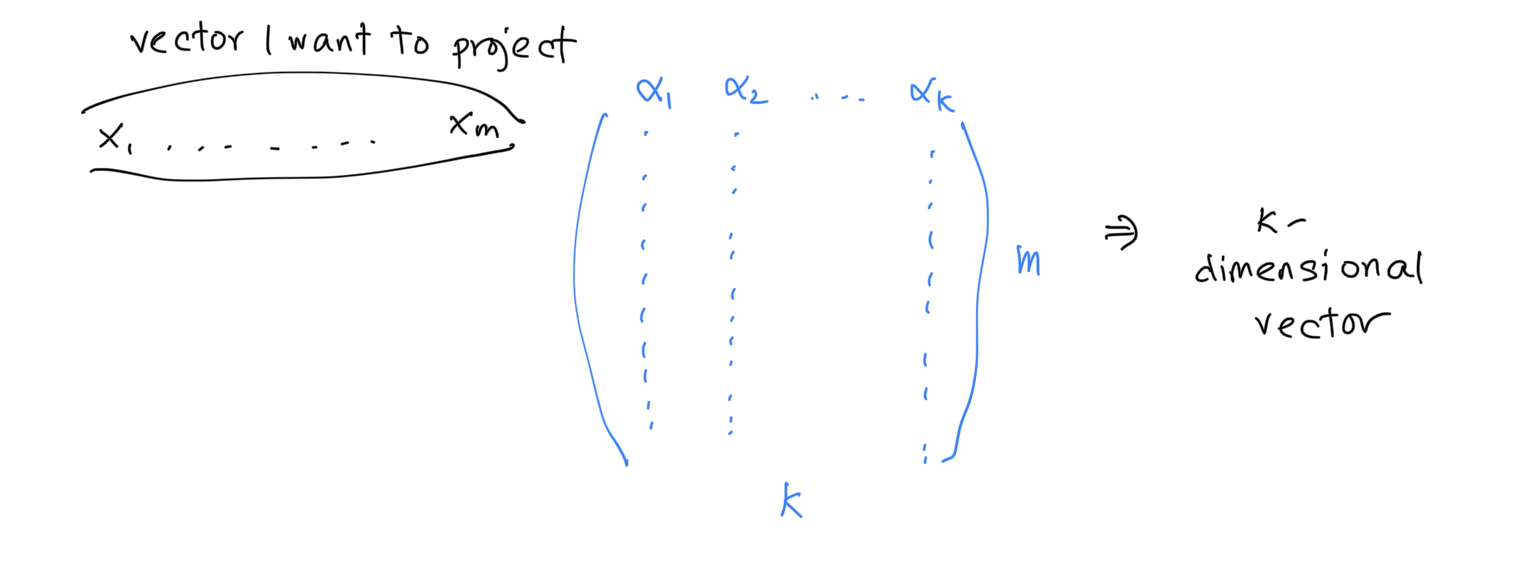 vector I want to project
x₁ . . . - - . - - . xₘ
α₁ α₂ . . - - αₖ
m
⇒
k-
dimensional
vector
k